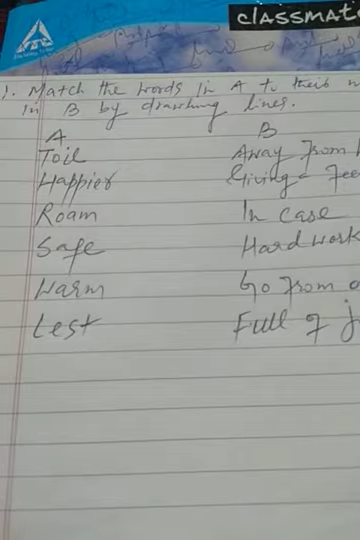 classmate
1. Match the words in A to their
in B by drawing lines.
A B
Toil Away from
Happier Giving
Roam In case
Safe Hard work
Warm Go from
Lest Full of j